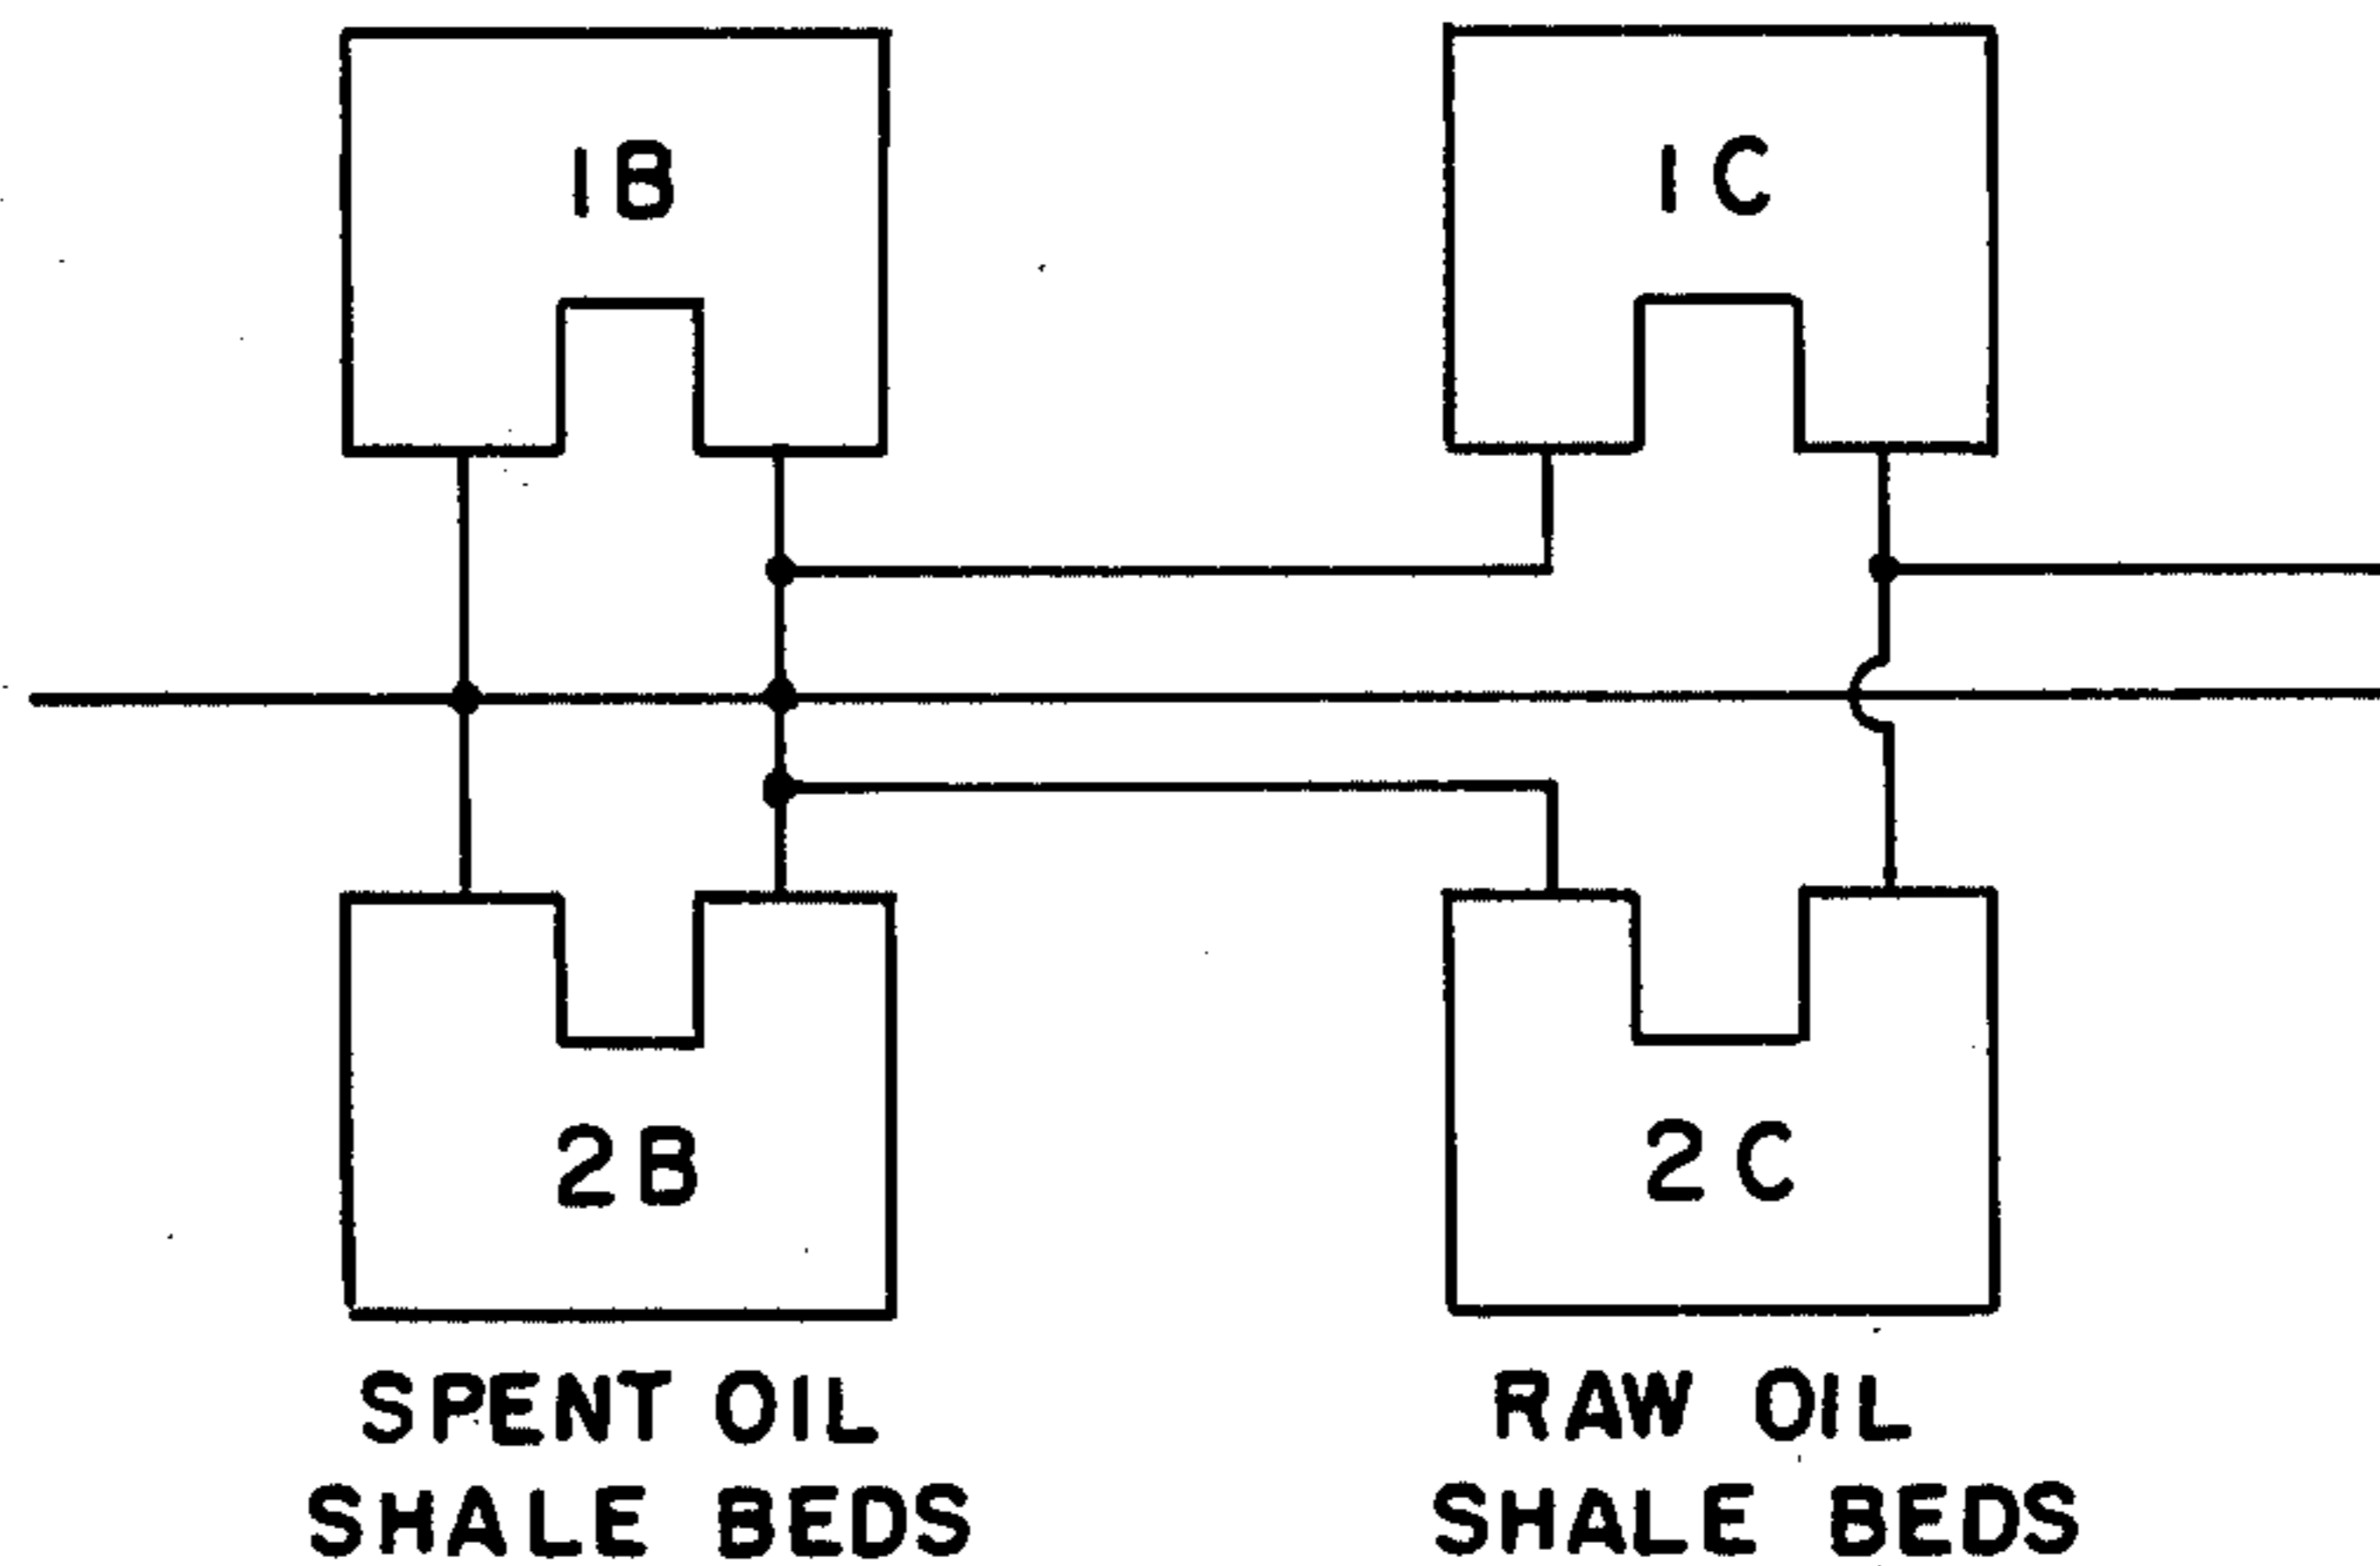 1B
1C
2B
2C
SPENT OIL
SHALE BEDS
RAW OIL
SHALE BEDS